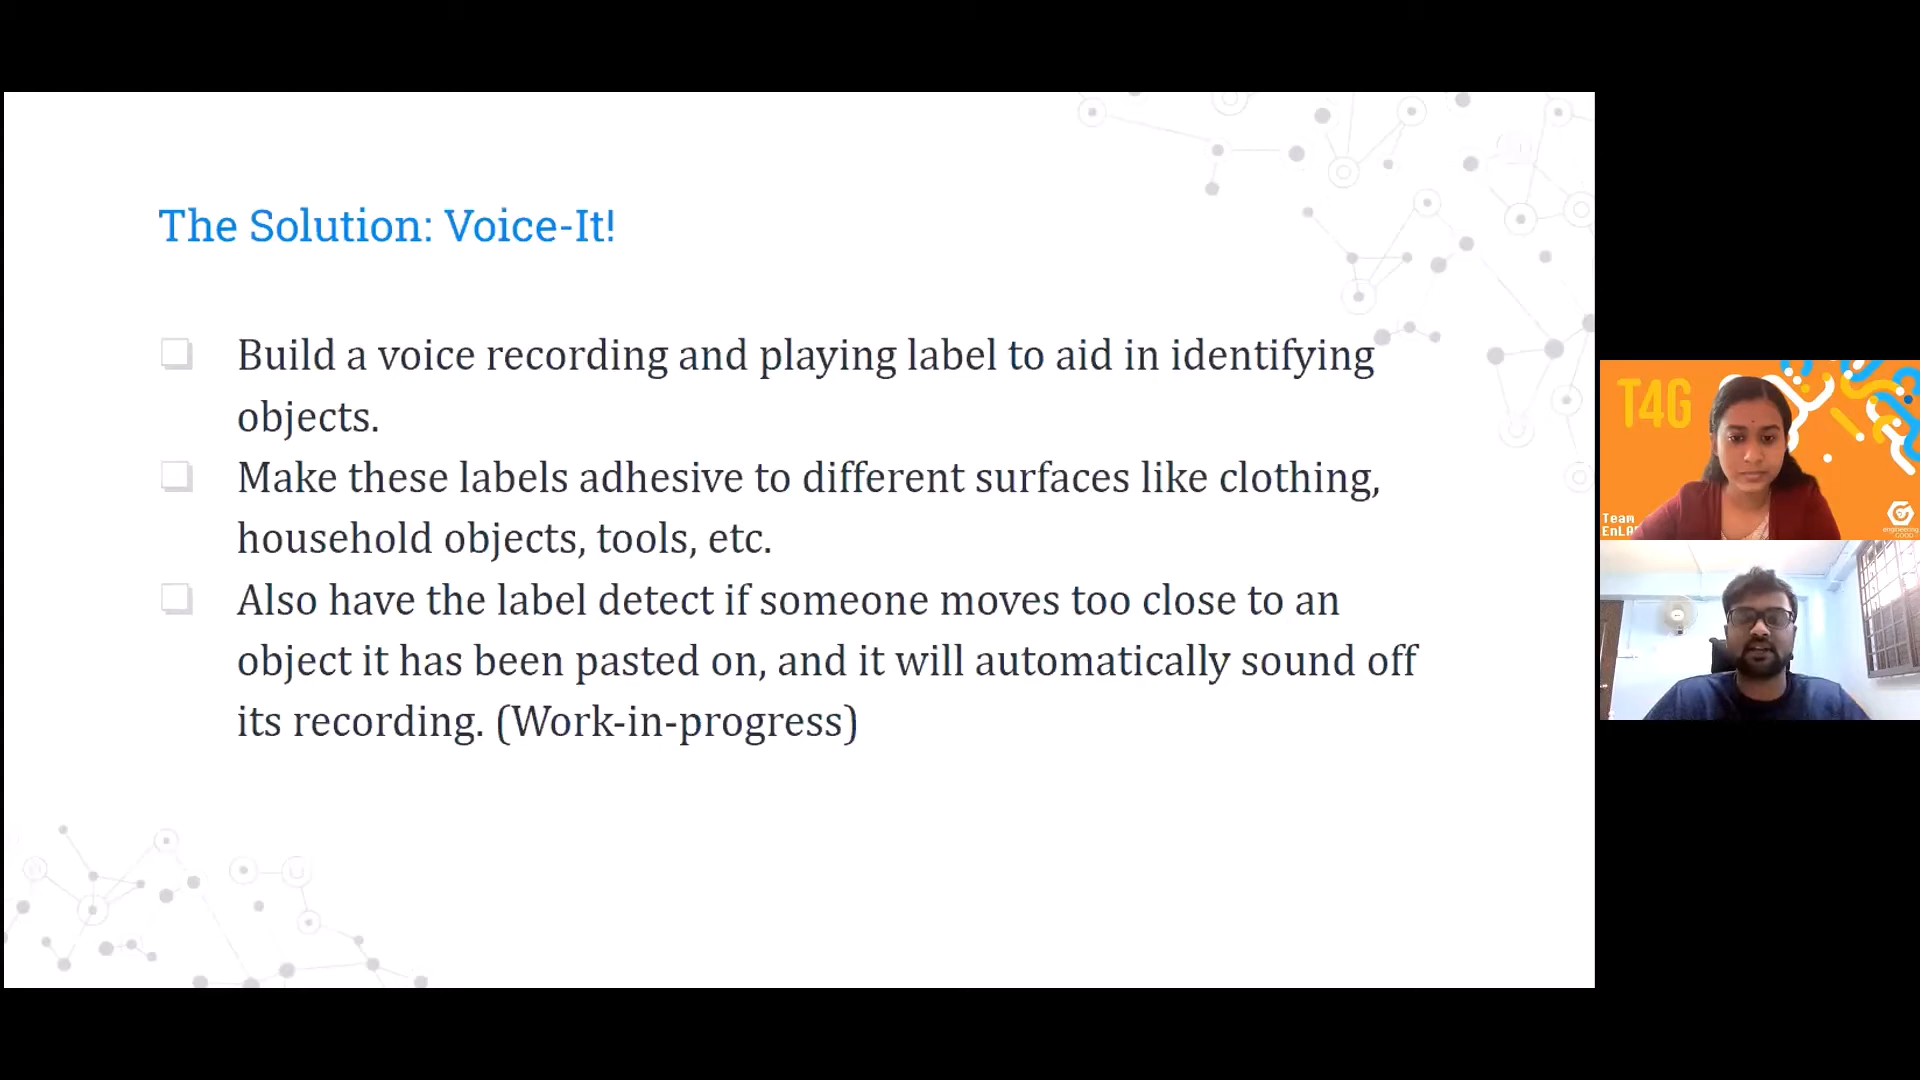 The Solution: Voice-It!
Build a voice recording and playing label to aid in identifying
objects.
Make these labels adhesive to different surfaces like clothing,
household objects, tools, etc.
Also have the label detect if someone moves too close to an
object it has been pasted on, and it will automatically sound off
its recording. (Work-in-progress)
T4G
Team
engineering
GOOD